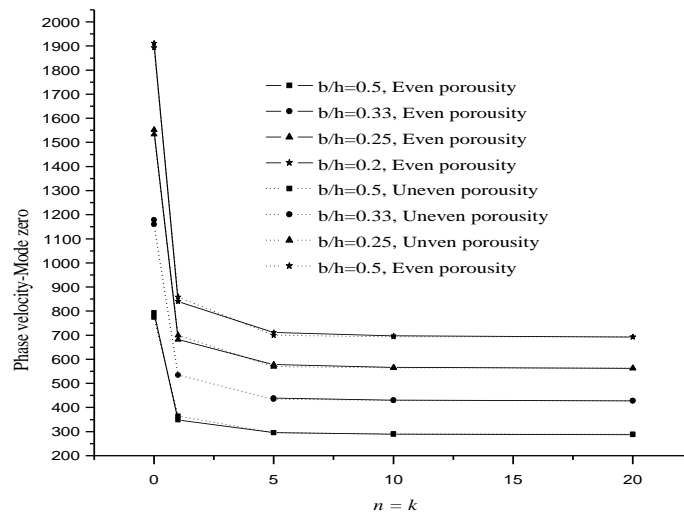 2000
1900
1800
1700
1600
1500
1400
1300
1200
1100
1000
900
800
700
600
500
400
300
200
Phase velocity-Mode zero
b/h=0.5, Even porousity
b/h=0.33, Even porousity
b/h=0.25, Even porousity
b/h=0.2, Even porousity
b/h=0.5, Uneven porousity
b/h=0.33, Uneven porousity
b/h=0.25, Unven porousity
b/h=0.5, Even porousity
0 5 10 15 20
n = k